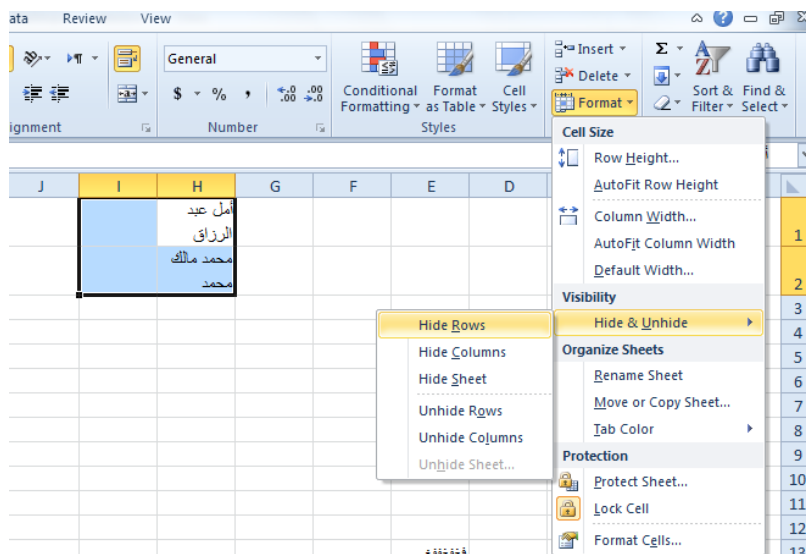 ata Review View
General
$ % ,
Conditional Formatting
Format as Table
Cell Styles
Insert
Delete
Format
Σ
Sort & Filter
Find & Select
ignment
Number
Styles
Cell Size
Row Height...
AutoFit Row Height
Column Width...
AutoFit Column Width
Default Width...
Visibility
Hide & Unhide
Organize Sheets
Rename Sheet
Move or Copy Sheet...
Tab Color
Protection
Protect Sheet...
Lock Cell
Format Cells...
Hide Rows
Hide Columns
Hide Sheet
Unhide Rows
Unhide Columns
Unhide Sheet...
J I H G F E D
أمل عبد
الرزاق
محمد مالك
محمد
1
2
3
4
5
6
7
8
9
10
11
12
13